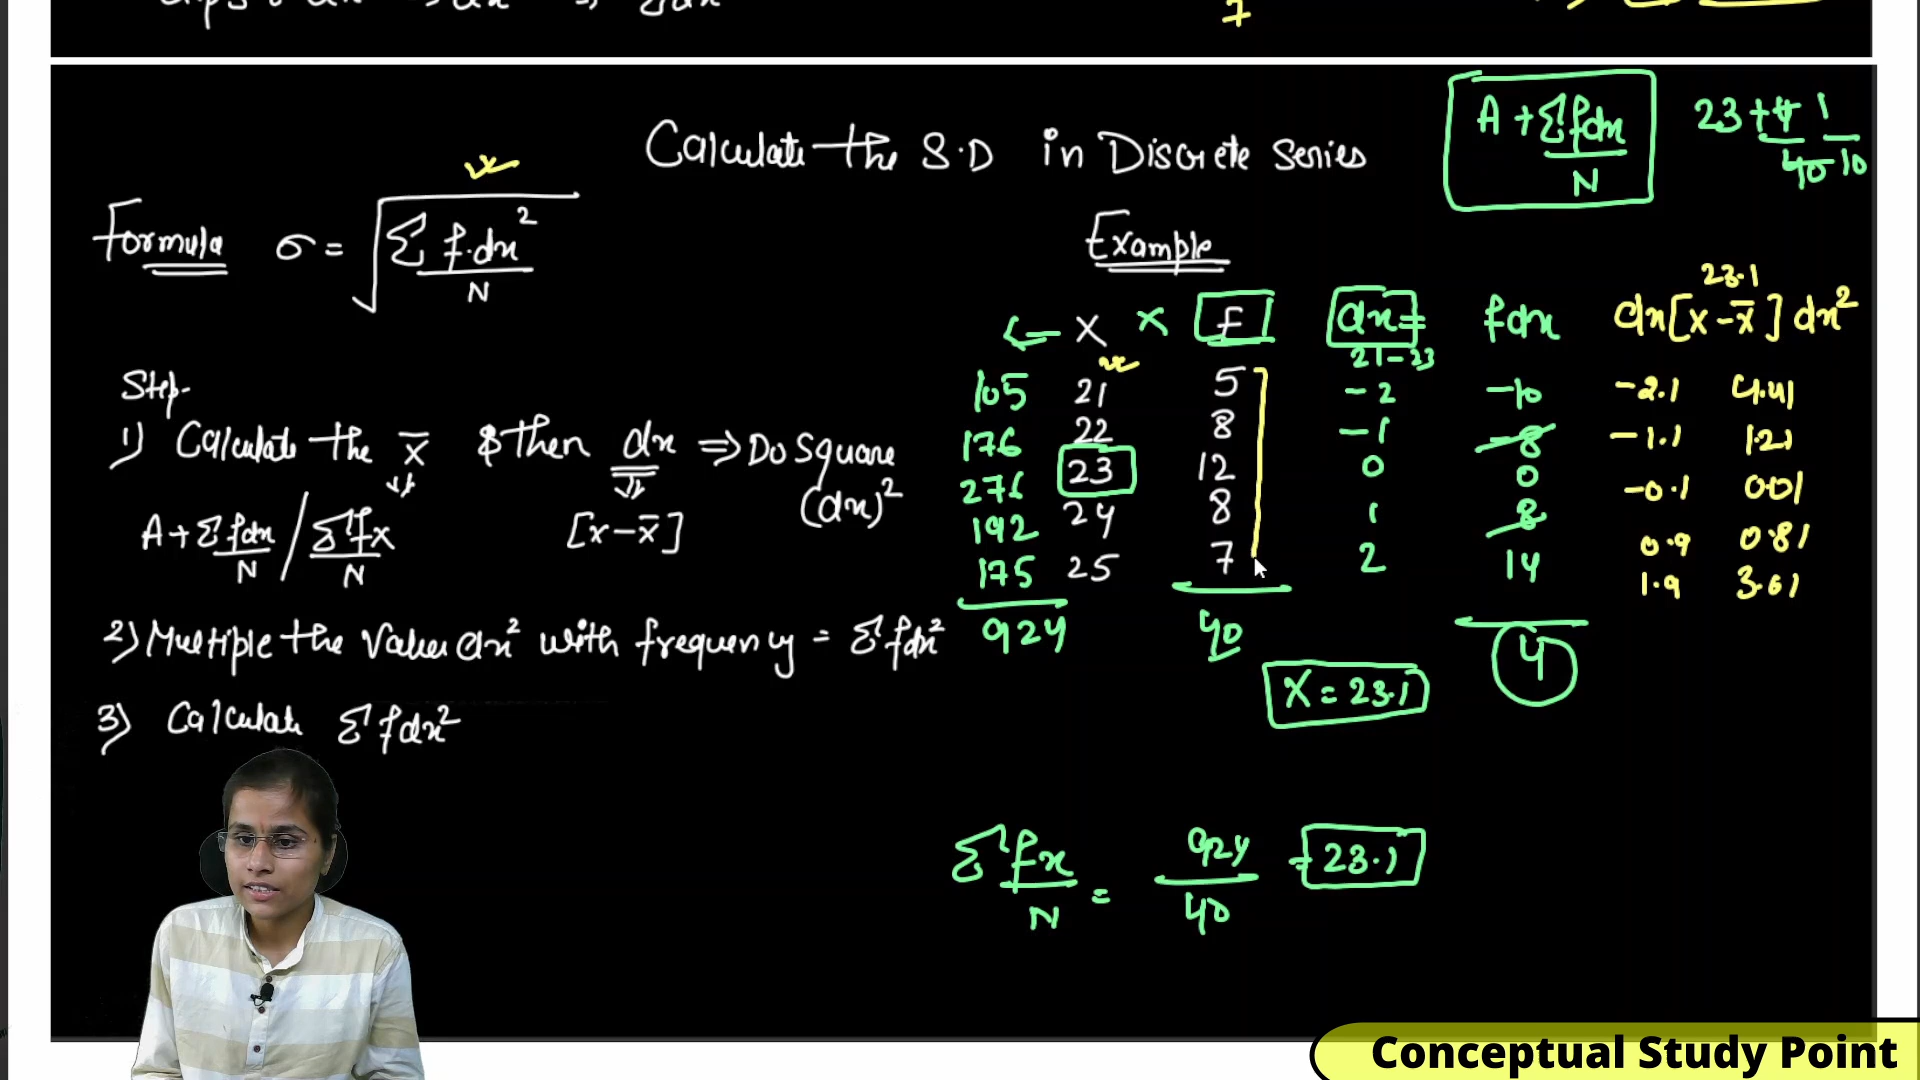 Calculate the S.D in Discrete Series
A + Σfdx / N
23 + 4 / 40 1 / 10
Formula σ = √ Σ f.dx² / N
Example
← X × f dx = fdx dx[x - x̄] dx²
23.1
21-23
105 21 5 -2 -10 -2.1 4.41
176 22 8 -1 -8 -1.1 1.21
276 23 12 0 0 -0.1 001
192 24 8 1 8 0.9 0.81
175 25 7 2 14 1.9 3.61
924 40 4
X = 23.1
Step-
1) Calculate the x̄ & then dx ⇒ Do Square
(dx)²
A + Σfdx / N / Σfx / N [x - x̄]
2) Multiple the Value dx² with frequency = Σfdx²
3) Calculate Σfdx²
Σfx / N = 924 / 40 = 23.1
Conceptual Study Point